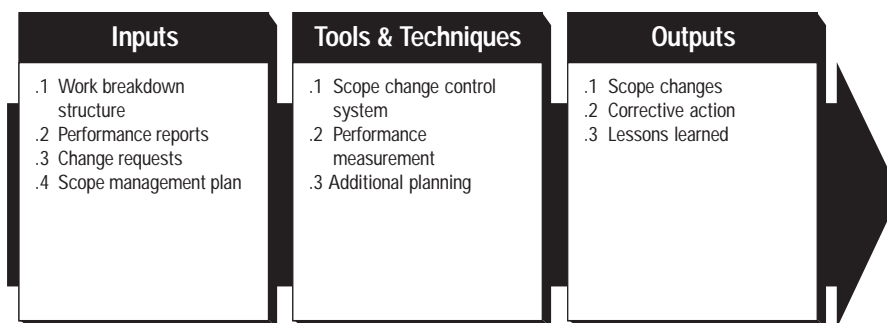 Inputs
.1 Work breakdown
structure
.2 Performance reports
.3 Change requests
.4 Scope management plan
Tools & Techniques
.1 Scope change control
system
.2 Performance
measurement
.3 Additional planning
Outputs
.1 Scope changes
.2 Corrective action
.3 Lessons learned